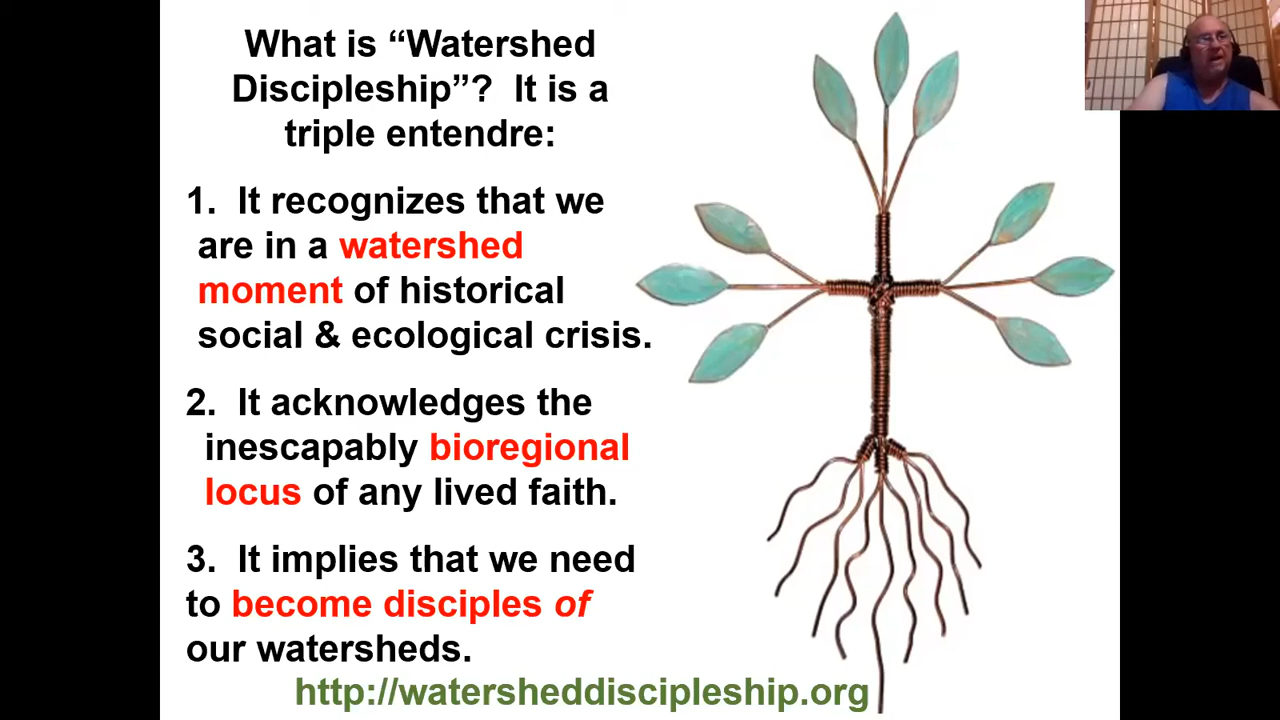 What is “Watershed
Discipleship”? It is a
triple entendre:
1. It recognizes that we
are in a watershed
moment of historical
social & ecological crisis.
2. It acknowledges the
inescapably bioregional
locus of any lived faith.
3. It implies that we need
to become disciples of
our watersheds.
http://watersheddiscipleship.org